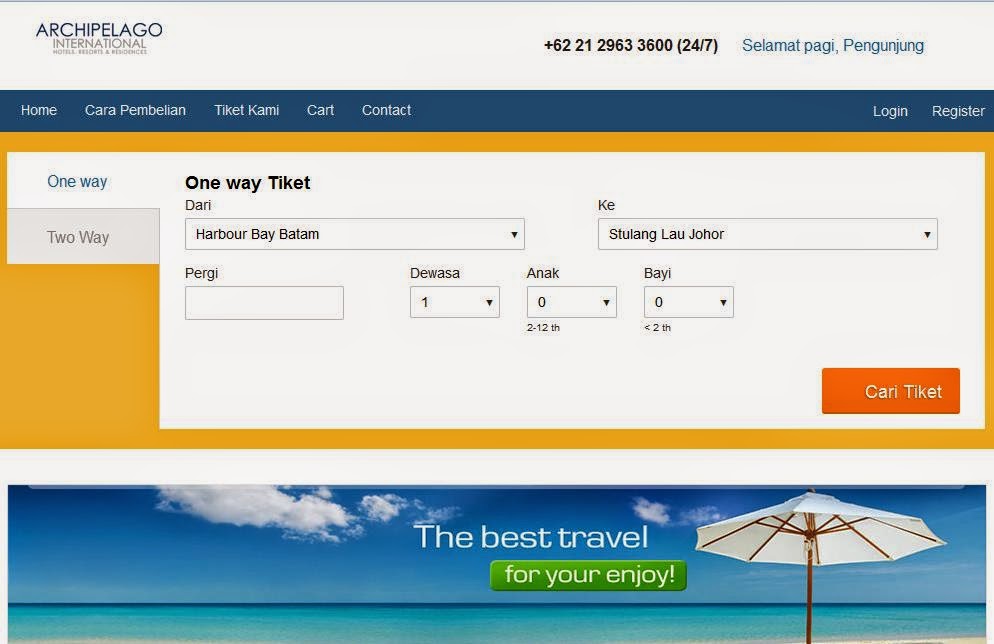 ARCHIPELAGO
INTERNATIONAL
HOTELS, RESORTS & RESIDENCES
+62 21 2963 3600 (24/7) Selamat pagi, Pengunjung
Home Cara Pembelian Tiket Kami Cart Contact Login Register
One way
Two Way
One way Tiket
Dari Ke
Harbour Bay Batam Stulang Lau Johor
Pergi Dewasa Anak Bayi
1 0 0
2-12 th < 2 th
Cari Tiket
The best travel
for your enjoy!